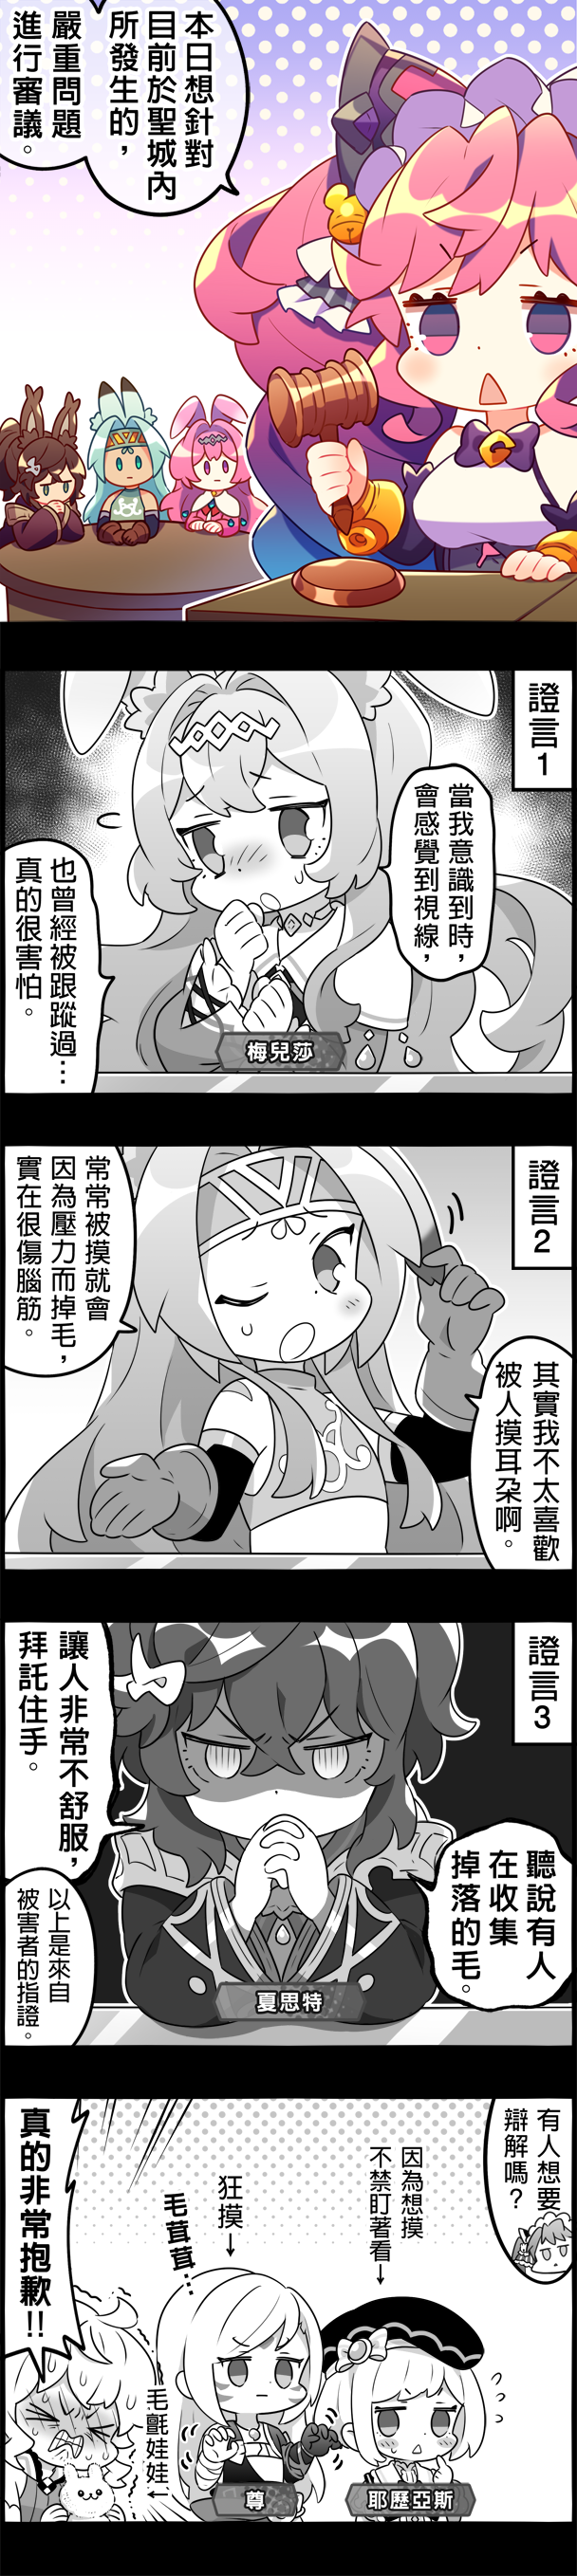 本日想針對
目前於聖城內
所發生的，
嚴重問題
進行審議。
證言1
當我意識到時，
會感覺到視線，
也曾經被跟蹤過…
真的很害怕。
梅兒莎
證言2
其實我不太喜歡
被人摸耳朵啊。
常常被摸就會
因為壓力而掉毛，
實在很傷腦筋。
證言3
聽說有人
在收集
掉落的毛。
讓人非常不舒服，
拜託住手。
以上是來自
被害者的指證。
夏思特
有人想要
辯解嗎？
因為想摸
不禁盯著看↓
狂摸↓
毛茸茸…
毛氈娃娃↓
真的非常抱歉!!
耶歷亞斯
尊